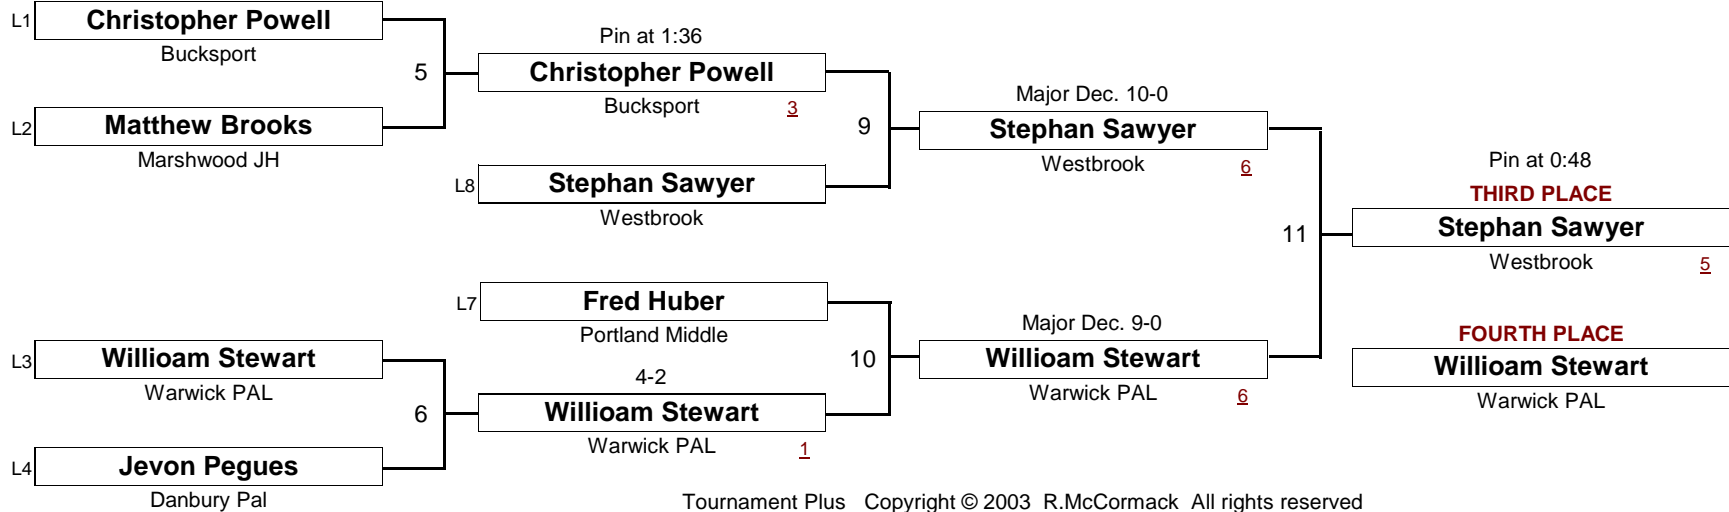 L1 Christopher Powell
Bucksport
5
L2 Matthew Brooks
Marshwood JH
Pin at 1:36
Christopher Powell
Bucksport 3
9
L8 Stephan Sawyer
Westbrook
Major Dec. 10-0
Stephan Sawyer
Westbrook 6
11
Pin at 0:48
THIRD PLACE
Stephan Sawyer
Westbrook 5
L7 Fred Huber
Portland Middle
10
L3 Willioam Stewart
Warwick PAL
6
L4 Jevon Pegues
Danbury Pal
4-2
Willioam Stewart
Warwick PAL 1
Major Dec. 9-0
Willioam Stewart
Warwick PAL 6
FOURTH PLACE
Willioam Stewart
Warwick PAL
Tournament Plus Copyright © 2003 R.McCormack All rights reserved